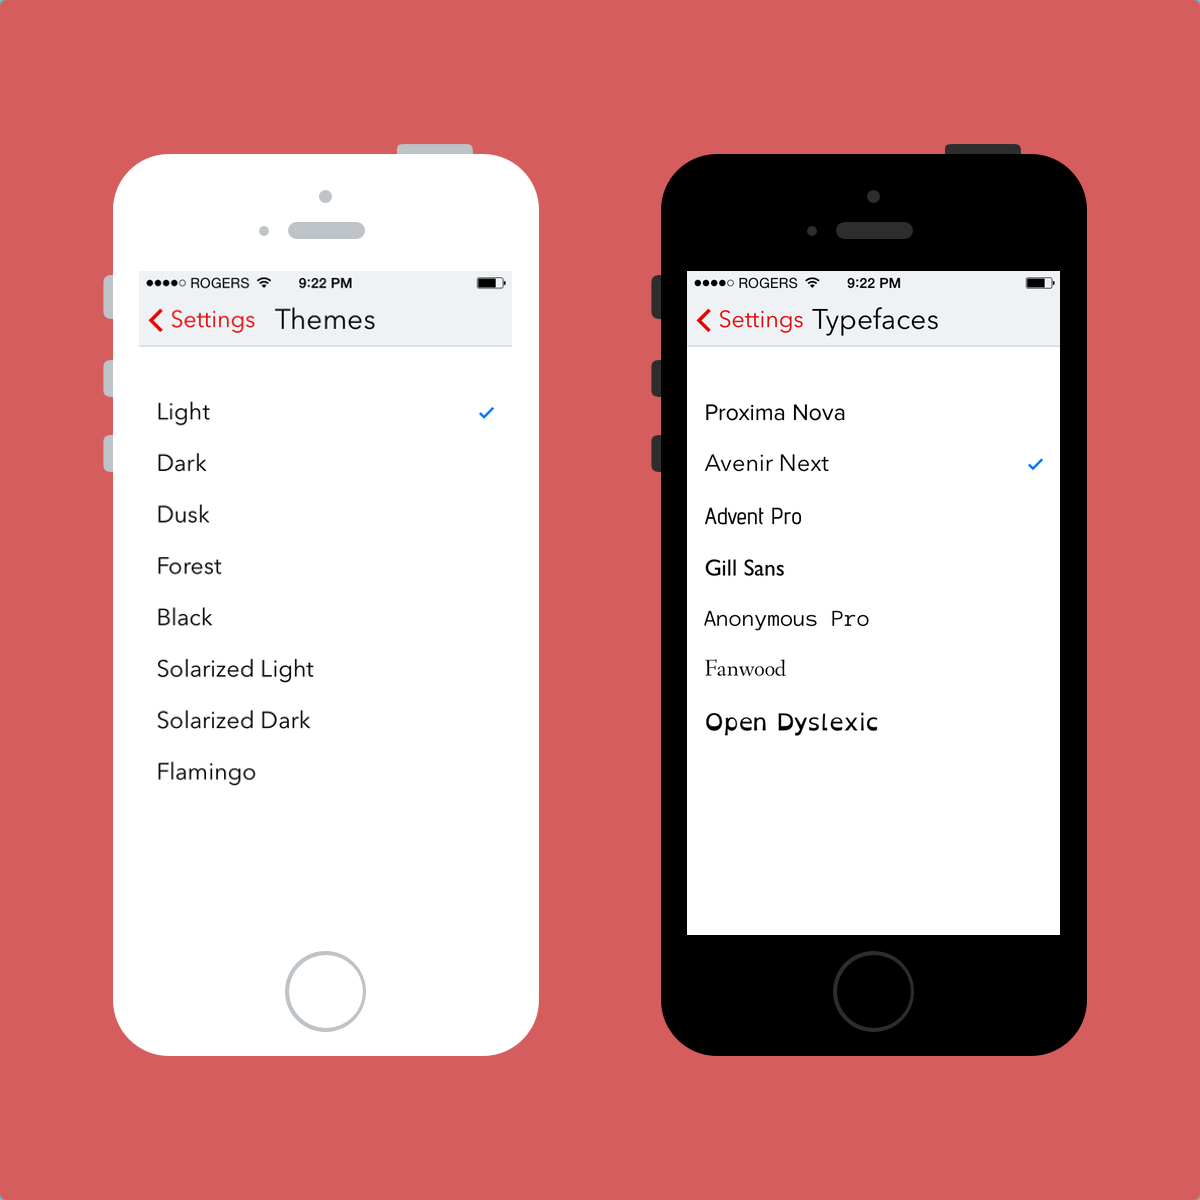 ROGERS 9:22 PM
Settings Themes
Light
Dark
Dusk
Forest
Black
Solarized Light
Solarized Dark
Flamingo
ROGERS 9:22 PM
Settings Typefaces
Proxima Nova
Avenir Next
Advent Pro
Gill Sans
Anonymous Pro
Fanwood
Open Dyslexic